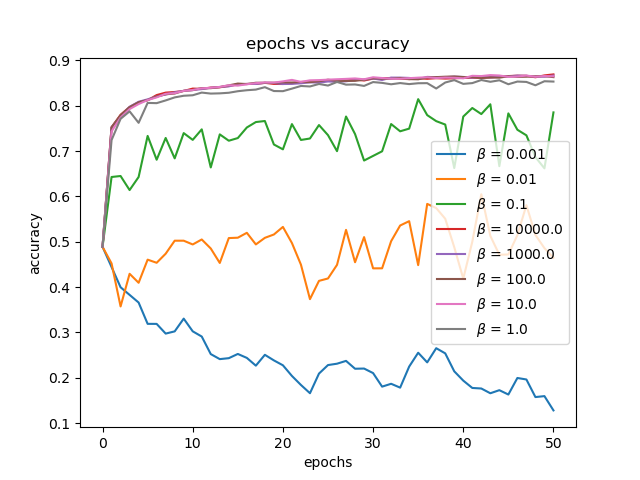 epochs vs accuracy
accuracy
0.9
0.8
0.7
0.6
0.5
0.4
0.3
0.2
0.1
β = 0.001
β = 0.01
β = 0.1
β = 10000.0
β = 1000.0
β = 100.0
β = 10.0
β = 1.0
0 10 20 30 40 50
epochs